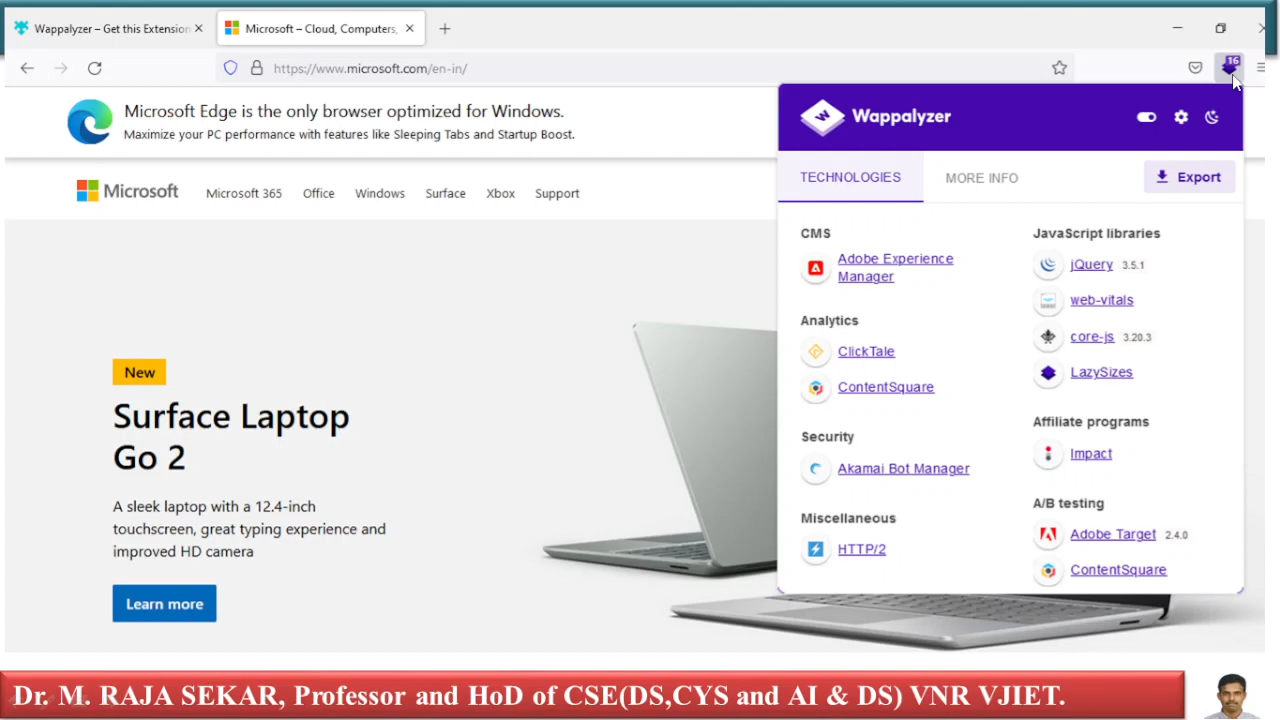 Wappalyzer – Get this Extension
Microsoft – Cloud, Computers,
https://www.microsoft.com/en-in/
16
Microsoft Edge is the only browser optimized for Windows.
Maximize your PC performance with features like Sleeping Tabs and Startup Boost.
Microsoft
Microsoft 365
Office
Windows
Surface
Xbox
Support
New
Surface Laptop
Go 2
A sleek laptop with a 12.4-inch
touchscreen, great typing experience and
improved HD camera
Learn more
W
Wappalyzer
TECHNOLOGIES
MORE INFO
Export
CMS
Adobe Experience
Manager
Analytics
ClickTale
ContentSquare
Security
Akamai Bot Manager
Miscellaneous
HTTP/2
JavaScript libraries
jQuery 3.5.1
web-vitals
core-js 3.20.3
LazySizes
Affiliate programs
Impact
A/B testing
Adobe Target 2.4.0
ContentSquare
Dr. M. RAJA SEKAR, Professor and HoD of CSE(DS,CYS and AI & DS) VNR VJIET.